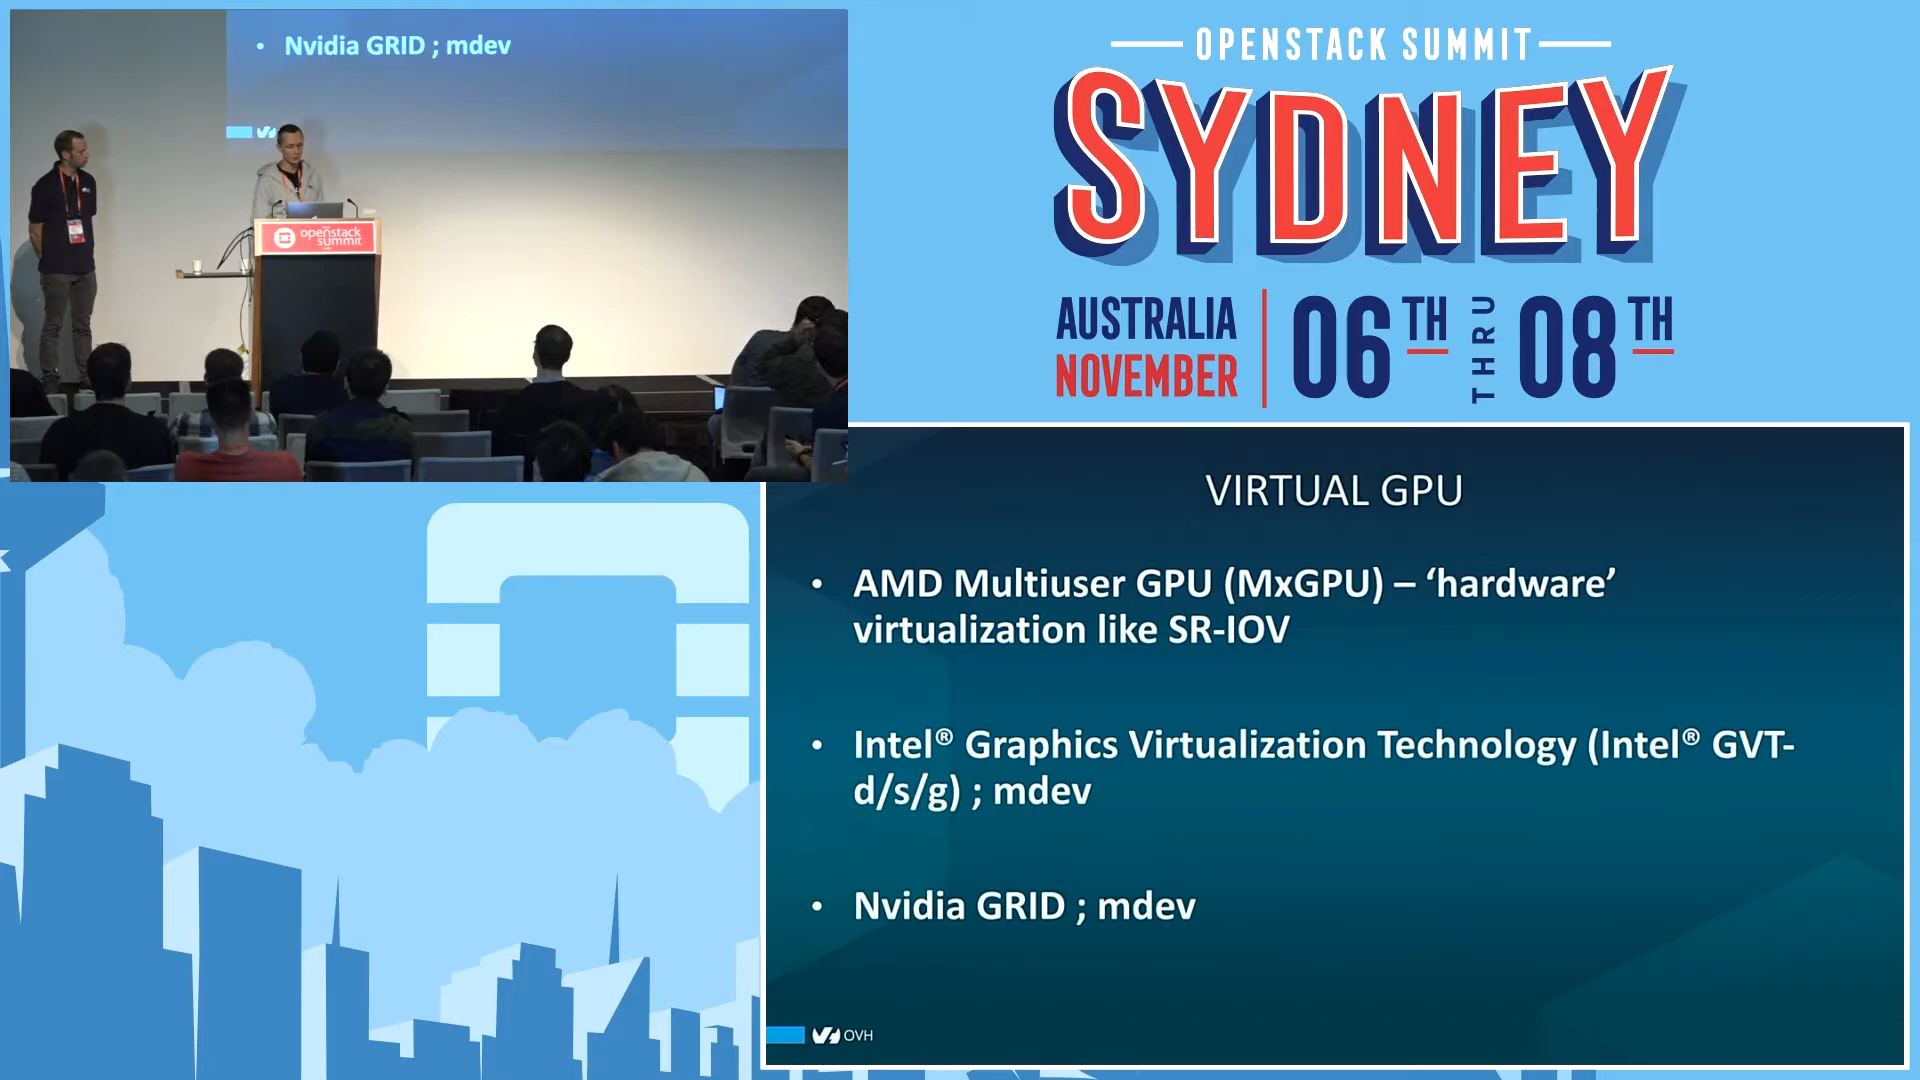 Nvidia GRID ; mdev
openstack
summit
OPENSTACK SUMMIT
SYDNEY
AUSTRALIA
NOVEMBER
06TH
THRU
08TH
VIRTUAL GPU
• AMD Multiuser GPU (MxGPU) – ‘hardware’
virtualization like SR-IOV
• Intel® Graphics Virtualization Technology (Intel® GVT-
d/s/g) ; mdev
• Nvidia GRID ; mdev
OVH